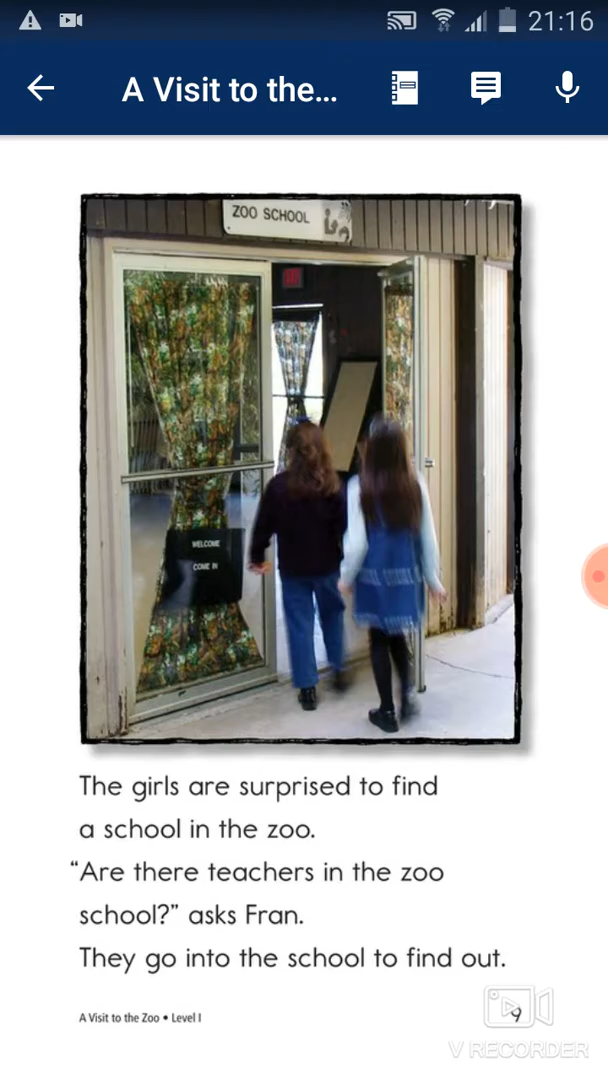 21:16
A Visit to the...
ZOO SCHOOL
WELCOME
COME IN
The girls are surprised to find
a school in the zoo.
“Are there teachers in the zoo
school?” asks Fran.
They go into the school to find out.
A Visit to the Zoo • Level I
9
V RECORDER